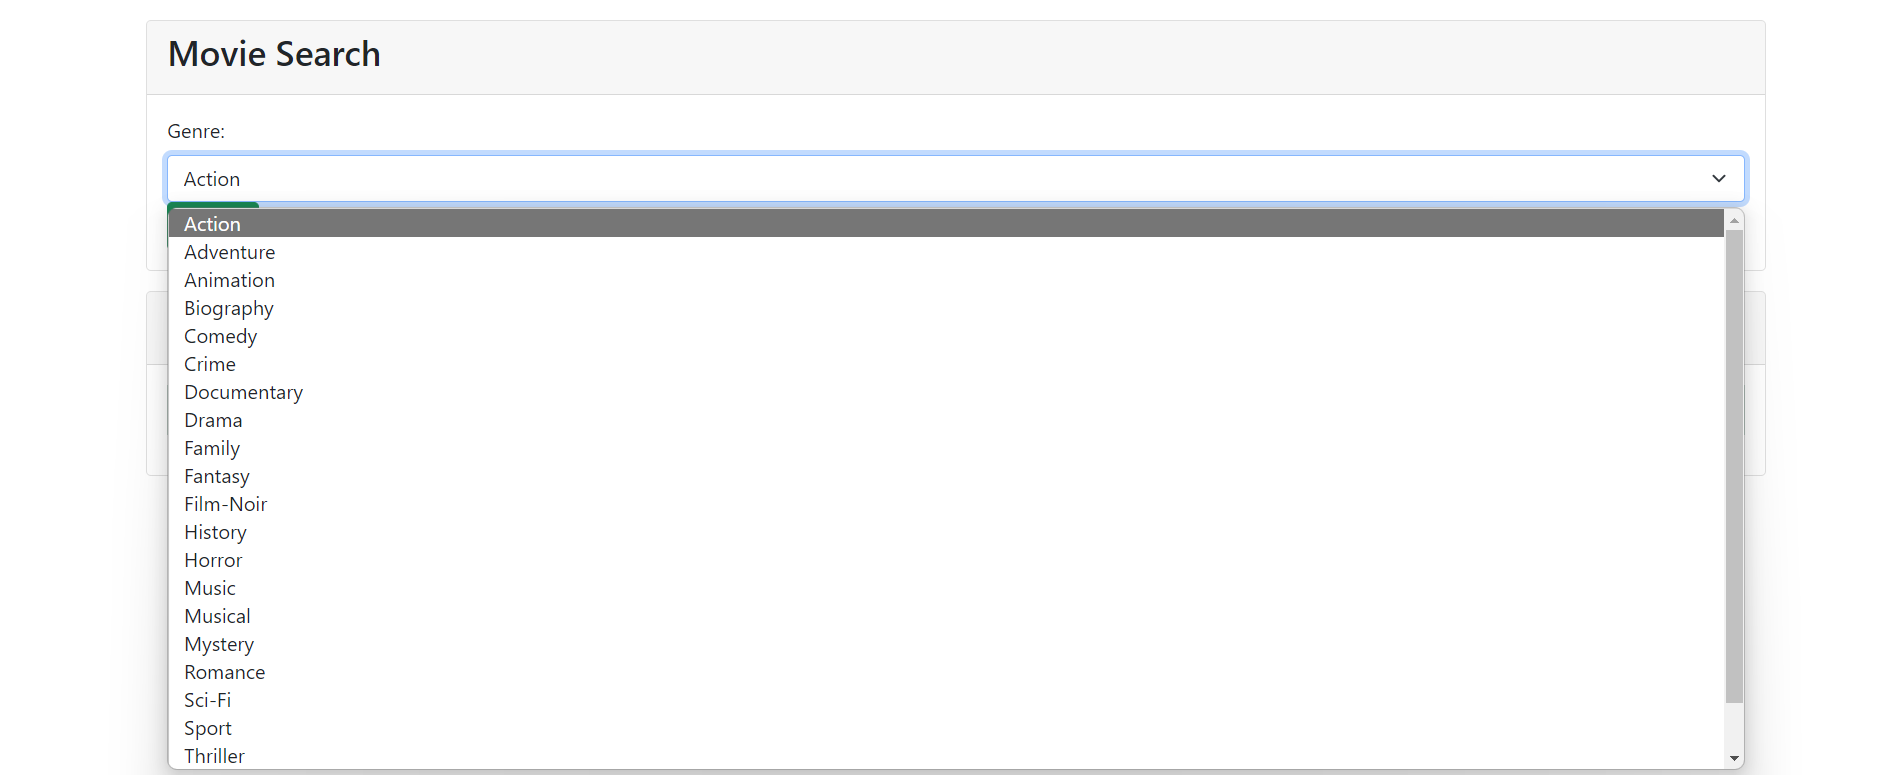 Movie Search
Genre:
Action
Action
Adventure
Animation
Biography
Comedy
Crime
Documentary
Drama
Family
Fantasy
Film-Noir
History
Horror
Music
Musical
Mystery
Romance
Sci-Fi
Sport
Thriller